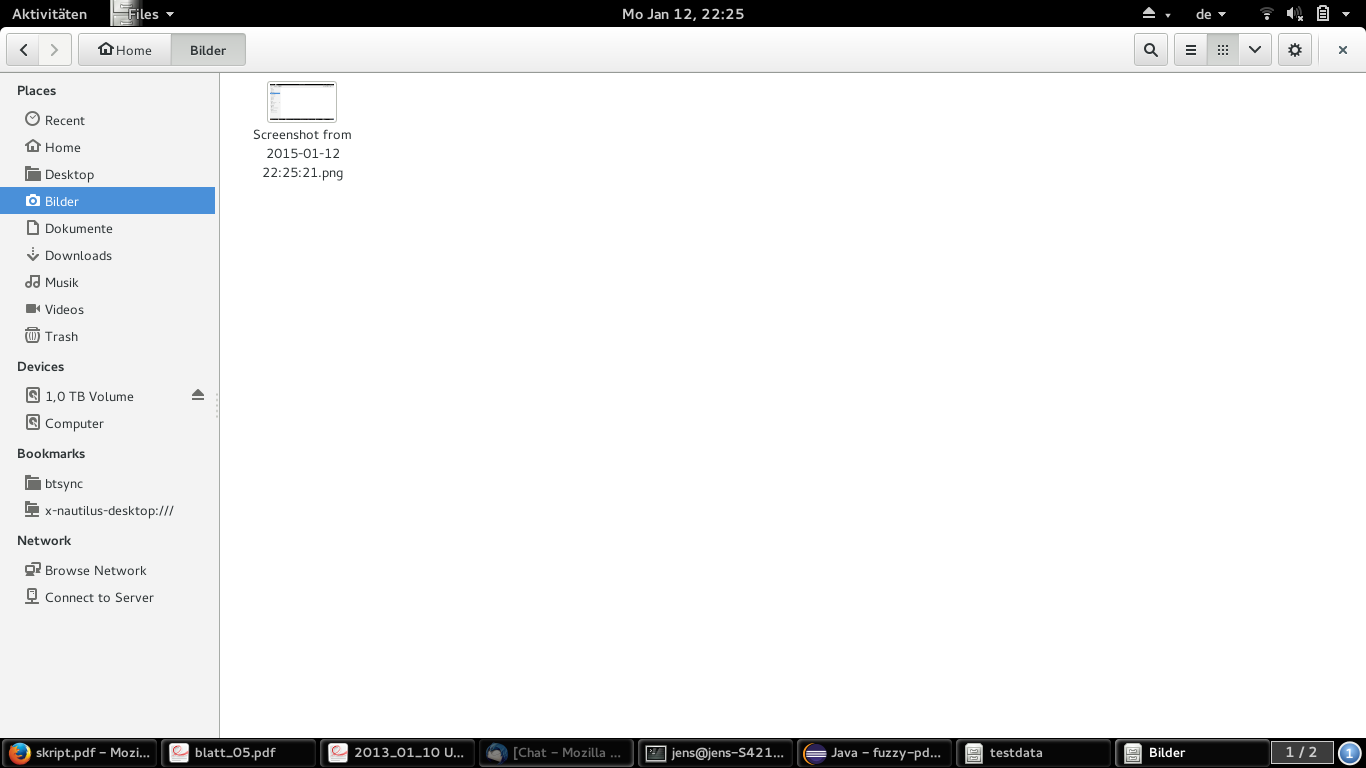 Aktivitäten Files Mo Jan 12, 22:25 de
Home Bilder
Places
Recent
Home
Desktop
Bilder
Dokumente
Downloads
Musik
Videos
Trash
Devices
1,0 TB Volume
Computer
Bookmarks
btsync
x-nautilus-desktop:///
Network
Browse Network
Connect to Server
Screenshot from
2015-01-12
22:25:21.png
skript.pdf – Mozi... blatt_05.pdf 2013_01_10 U... [Chat – Mozilla ... jens@jens-S421... Java – fuzzy-pd... testdata Bilder 1 / 2 1